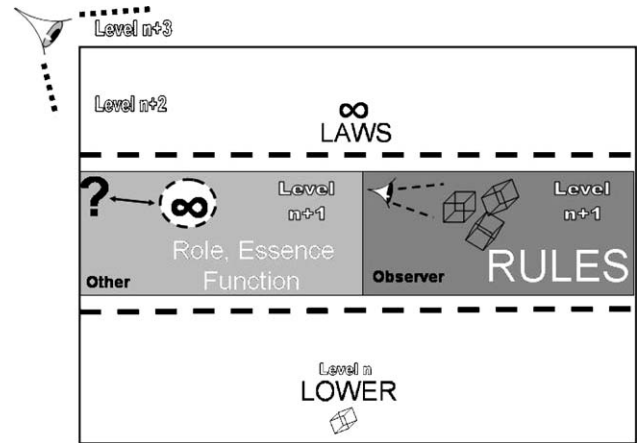 Level n+3
Level n+2
∞
LAWS
?
∞
Level
n+1
Role, Essence
Function
Other
Level
n+1
Observer
RULES
Level n
LOWER